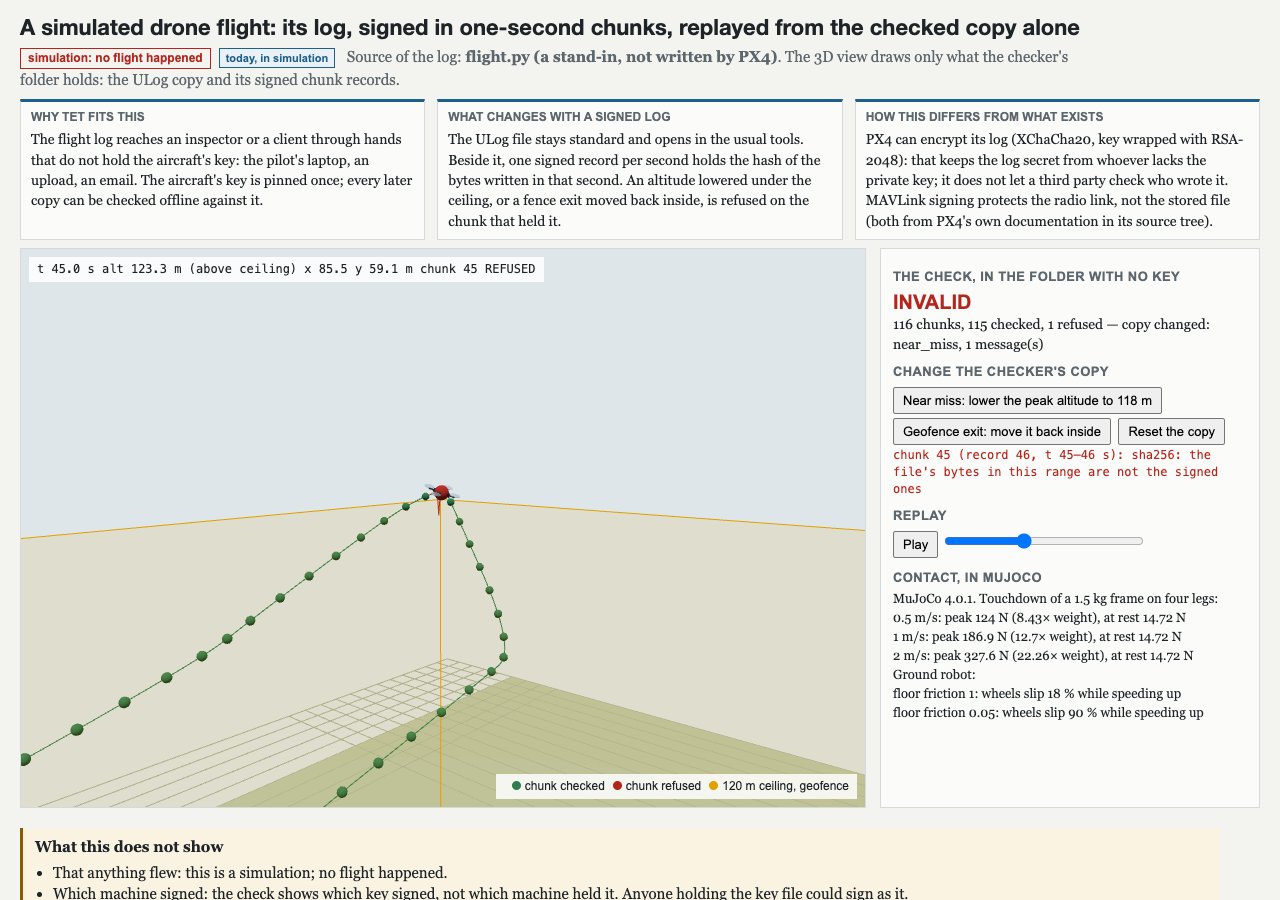 A simulated drone flight: its log, signed in one-second chunks, replayed from the checked copy alone
simulation: no flight happened today, in simulation Source of the log: flight.py (a stand-in, not written by PX4). The 3D view draws only what the checker's
folder holds: the ULog copy and its signed chunk records.
WHY TET FITS THIS
The flight log reaches an inspector or a client through hands
that do not hold the aircraft's key: the pilot's laptop, an
upload, an email. The aircraft's key is pinned once; every later
copy can be checked offline against it.
WHAT CHANGES WITH A SIGNED LOG
The ULog file stays standard and opens in the usual tools.
Beside it, one signed record per second holds the hash of the
bytes written in that second. An altitude lowered under the
ceiling, or a fence exit moved back inside, is refused on the
chunk that held it.
HOW THIS DIFFERS FROM WHAT EXISTS
PX4 can encrypt its log (XChaCha20, key wrapped with RSA-
2048): that keeps the log secret from whoever lacks the
private key; it does not let a third party check who wrote it.
MAVLink signing protects the radio link, not the stored file
(both from PX4's own documentation in its source tree).
t 45.0 s alt 123.3 m (above ceiling) x 85.5 y 59.1 m chunk 45 REFUSED
chunk checked chunk refused 120 m ceiling, geofence
THE CHECK, IN THE FOLDER WITH NO KEY
INVALID
116 chunks, 115 checked, 1 refused — copy changed:
near_miss, 1 message(s)
CHANGE THE CHECKER'S COPY
Near miss: lower the peak altitude to 118 m
Geofence exit: move it back inside Reset the copy
chunk 45 (record 46, t 45–46 s): sha256: the
file's bytes in this range are not the signed
ones
REPLAY
Play
CONTACT, IN MUJOCO
MuJoCo 4.0.1. Touchdown of a 1.5 kg frame on four legs:
0.5 m/s: peak 124 N (8.43× weight), at rest 14.72 N
1 m/s: peak 186.9 N (12.7× weight), at rest 14.72 N
2 m/s: peak 327.6 N (22.26× weight), at rest 14.72 N
Ground robot:
floor friction 1: wheels slip 18 % while speeding up
floor friction 0.05: wheels slip 90 % while speeding up
What this does not show
• That anything flew: this is a simulation; no flight happened.
• Which machine signed: the check shows which key signed, not which machine held it. Anyone holding the key file could sign as it.